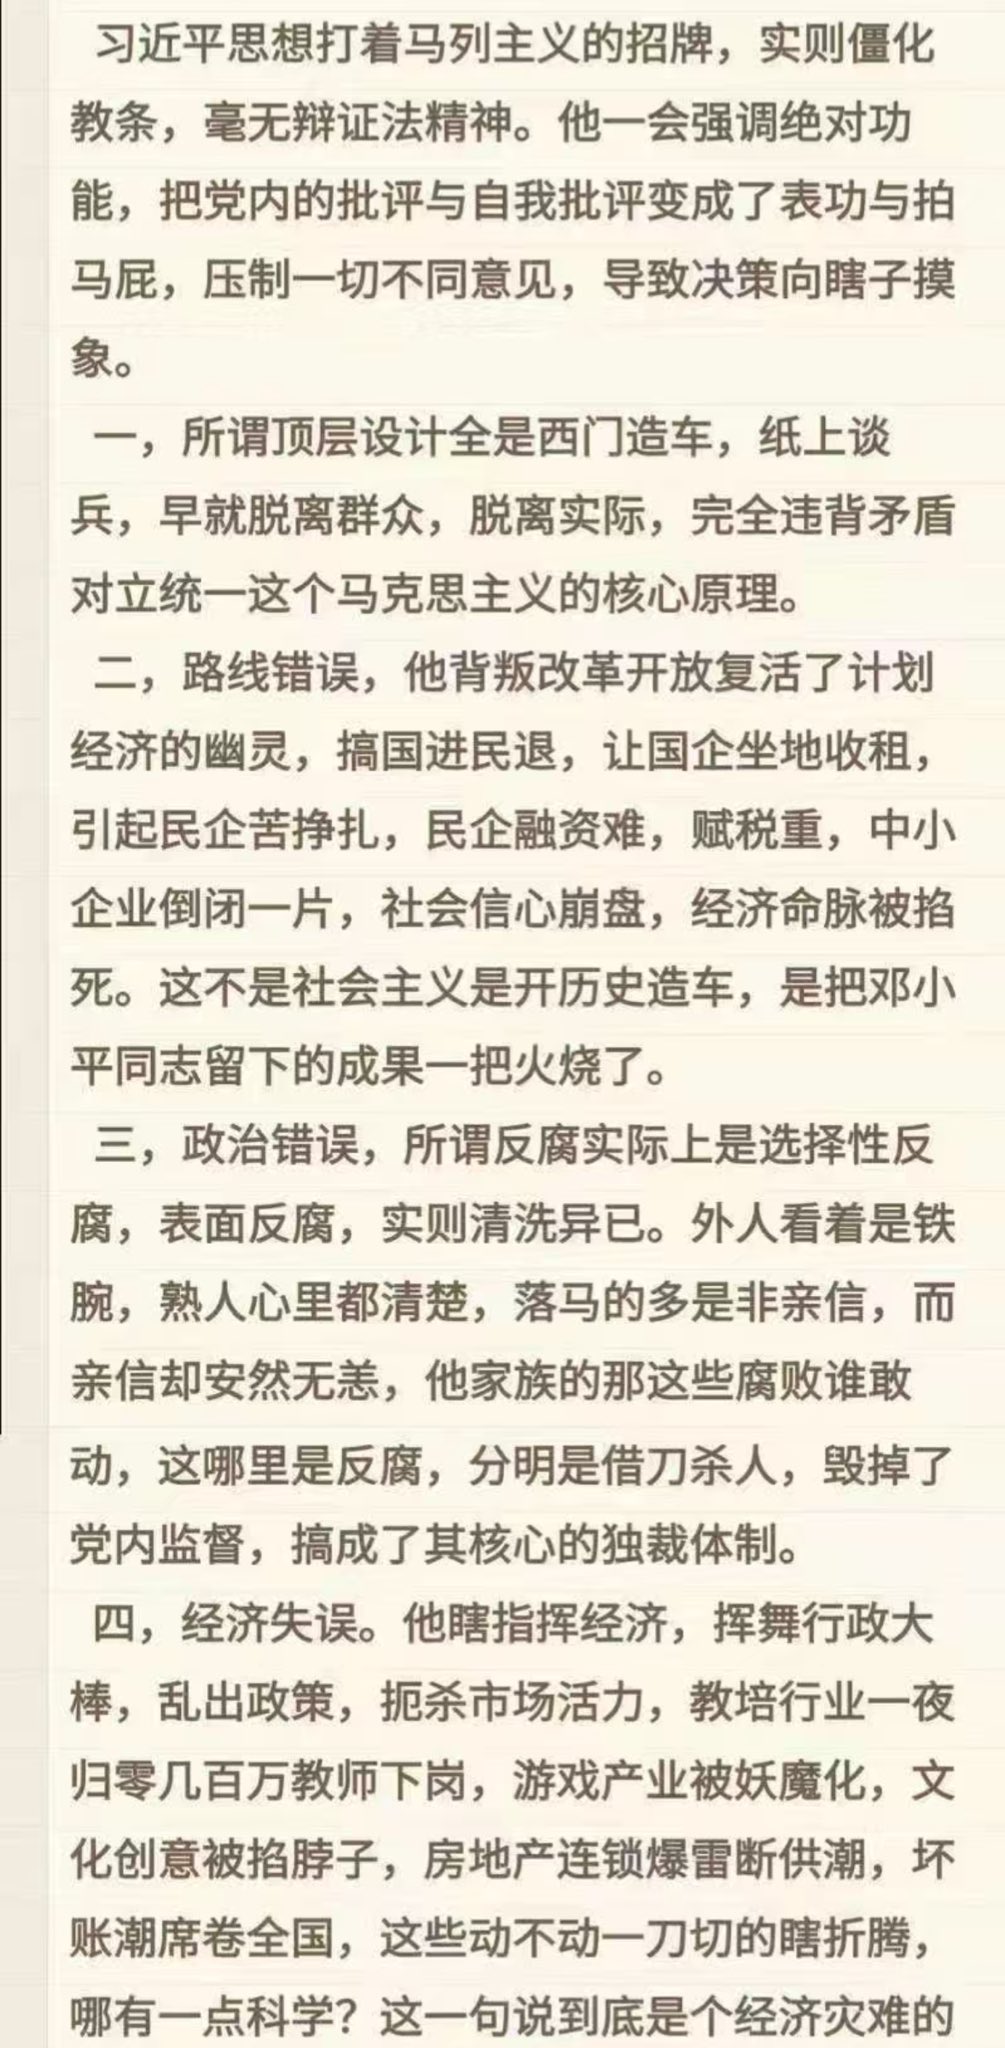 习近平思想打着马列主义的招牌，实则僵化
教条，毫无辩证法精神。他一会强调绝对功
能，把党内的批评与自我批评变成了表功与拍
马屁，压制一切不同意见，导致决策向瞎子摸
象。
一，所谓顶层设计全是西门造车，纸上谈
兵，早就脱离群众，脱离实际，完全违背矛盾
对立统一这个马克思主义的核心原理。
二，路线错误，他背叛改革开放复活了计划
经济的幽灵，搞国进民退，让国企坐地收租，
引起民企苦挣扎，民企融资难，赋税重，中小
企业倒闭一片，社会信心崩盘，经济命脉被掐
死。这不是社会主义是开历史造车，是把邓小
平同志留下的成果一把火烧了。
三，政治错误，所谓反腐实际上是选择性反
腐，表面反腐，实则清洗异已。外人看着是铁
腕，熟人心里都清楚，落马的多是非亲信，而
亲信却安然无恙，他家族的那这些腐败谁敢
动，这哪里是反腐，分明是借刀杀人，毁掉了
党内监督，搞成了其核心的独裁体制。
四，经济失误。他瞎指挥经济，挥舞行政大
棒，乱出政策，扼杀市场活力，教培行业一夜
归零几百万教师下岗，游戏产业被妖魔化，文
化创意被掐脖子，房地产连锁爆雷断供潮，坏
账潮席卷全国，这些动不动一刀切的瞎折腾，
哪有一点科学？这一句说到底是个经济灾难的